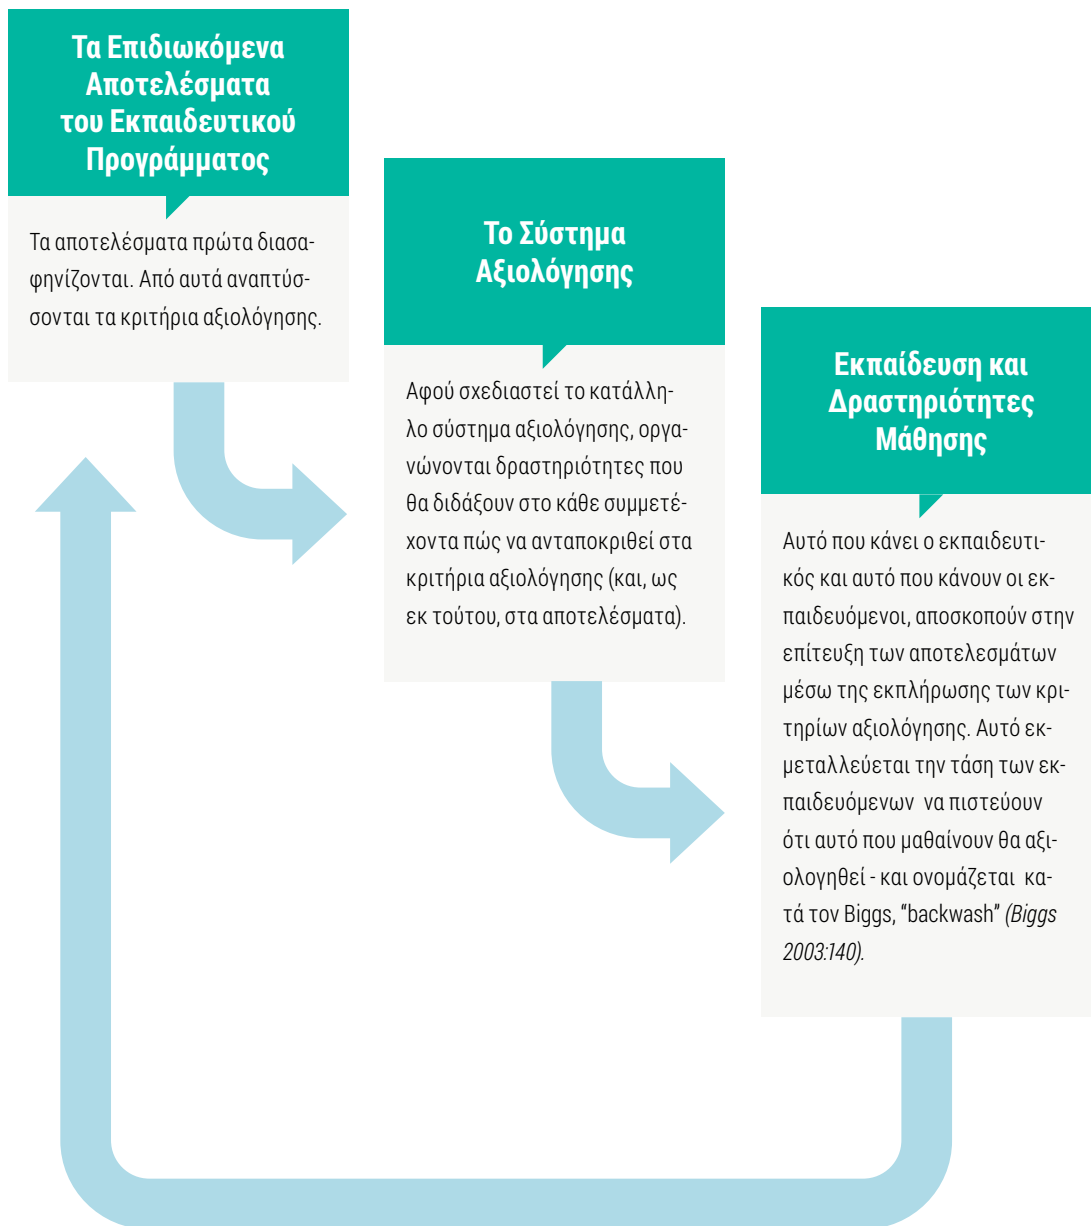 Τα Επιδιωκόμενα
Αποτελέσματα
του Εκπαιδευτικού
Προγράμματος
Τα αποτελέσματα πρώτα διασα-
φηνίζονται. Από αυτά αναπτύσ-
σονται τα κριτήρια αξιολόγησης.
Το Σύστημα
Αξιολόγησης
Αφού σχεδιαστεί το κατάλλη-
λο σύστημα αξιολόγησης, οργα-
νώνονται δραστηριότητες που
θα διδάξουν στο κάθε συμμετέ-
χοντα πώς να ανταποκριθεί στα
κριτήρια αξιολόγησης (και, ως
εκ τούτου, στα αποτελέσματα).
Εκπαίδευση και
Δραστηριότητες
Μάθησης
Αυτό που κάνει ο εκπαιδευτι-
κός και αυτό που κάνουν οι εκ-
παιδευόμενοι, αποσκοπούν στην
επίτευξη των αποτελεσμάτων
μέσω της εκπλήρωσης των κρι-
τηρίων αξιολόγησης. Αυτό εκ-
μεταλλεύεται την τάση των εκ-
παιδευόμενων να πιστεύουν
ότι αυτό που μαθαίνουν θα αξι-
ολογηθεί - και ονομάζεται κα-
τά τον Biggs, “backwash” (Biggs
2003:140).